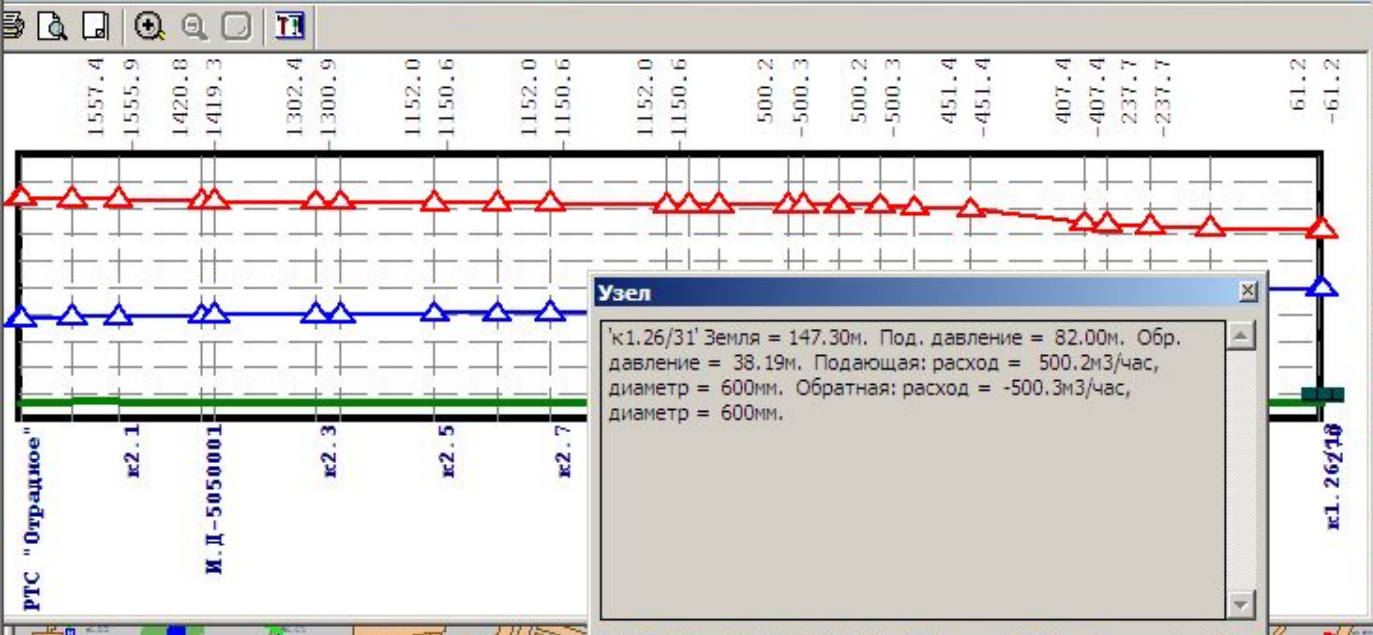 1557.4
-1555.9
1420.8
-1419.3
1302.4
-1300.9
1152.0
-1150.6
1152.0
-1150.6
1152.0
-1150.6
500.2
-500.3
500.2
-500.3
451.4
-451.4
407.4
-407.4
237.7
-237.7
61.2
-61.2
Узел
'к1.26/31' Земля = 147.30м. Под. давление = 82.00м. Обр.
давление = 38.19м. Подающая: расход = 500.2м3/час,
диаметр = 600мм. Обратная: расход = -500.3м3/час,
диаметр = 600мм.
РТС "Отрадное"
к2.1
И.Д-5050001
к2.3
к2.5
к2.7